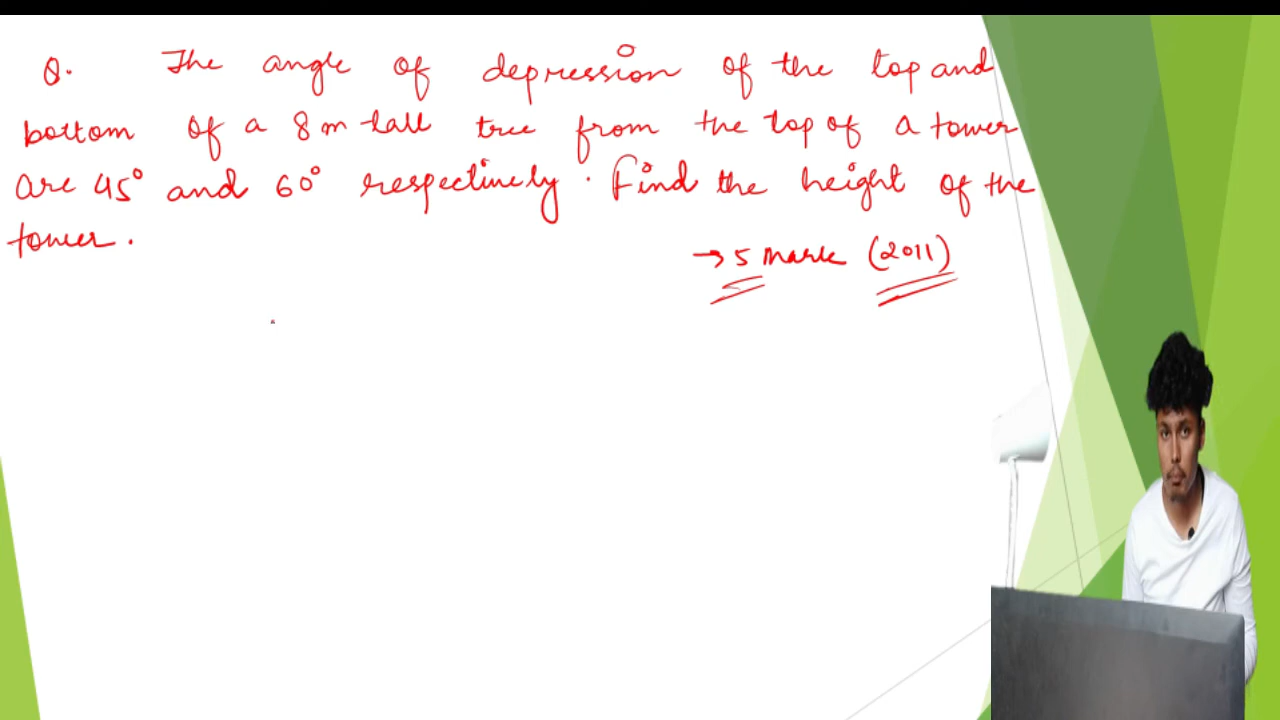 Q. The angle of depression of the top and
bottom of a 8 m tall tree from the top of a tower
are 45° and 60° respectively. Find the height of the
tower.
→ 5 mark (2011)